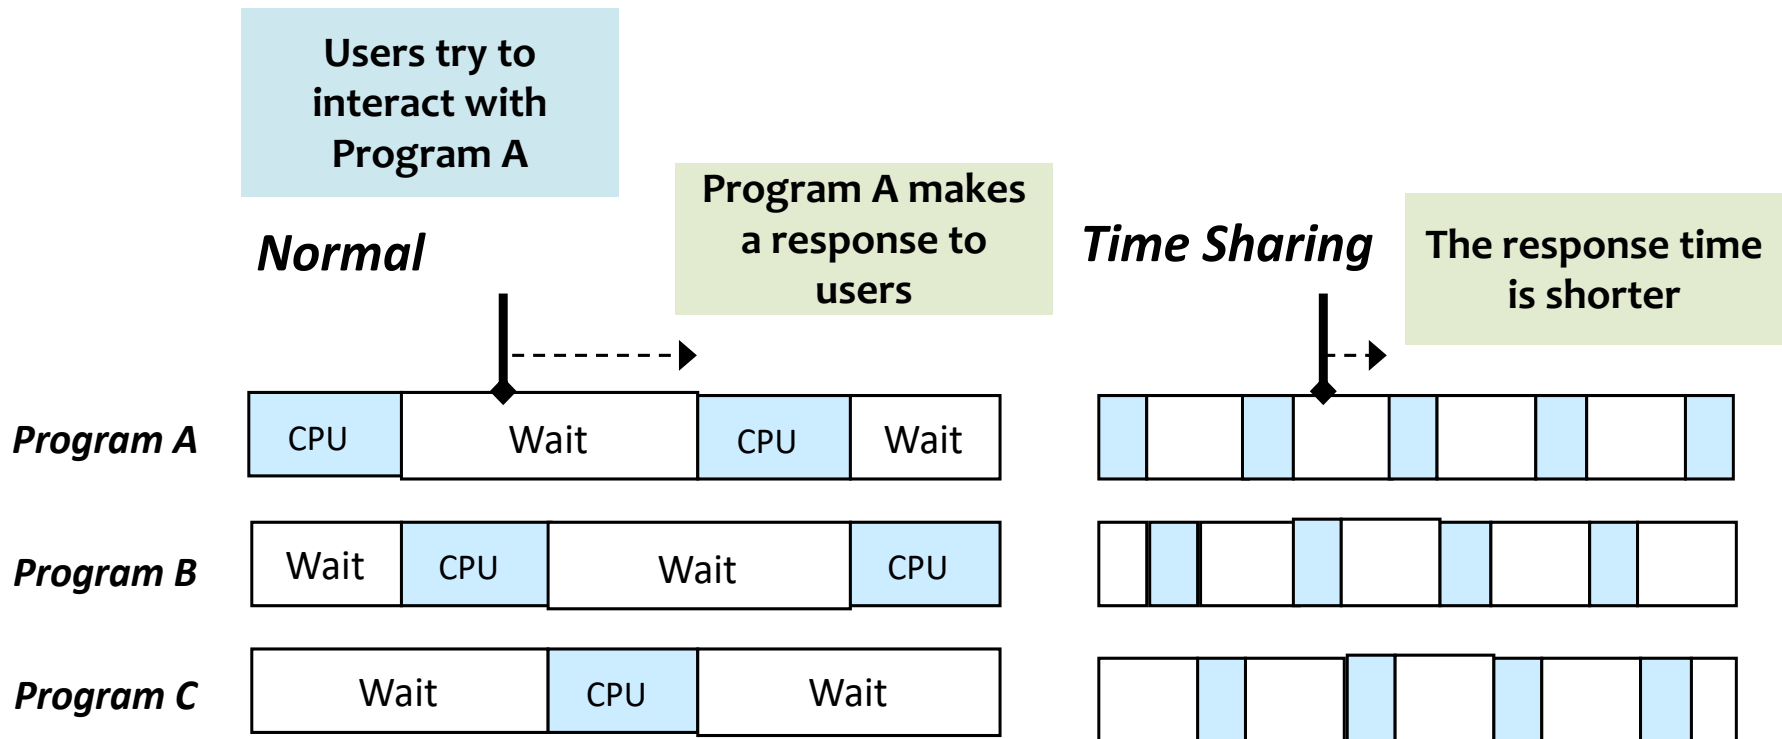 Users try to
interact with
Program A
Program A makes
a response to
users
Normal
Time Sharing
The response time
is shorter
Program A
CPU
Wait
CPU
Wait
Program B
Wait
CPU
Wait
CPU
Program C
Wait
CPU
Wait